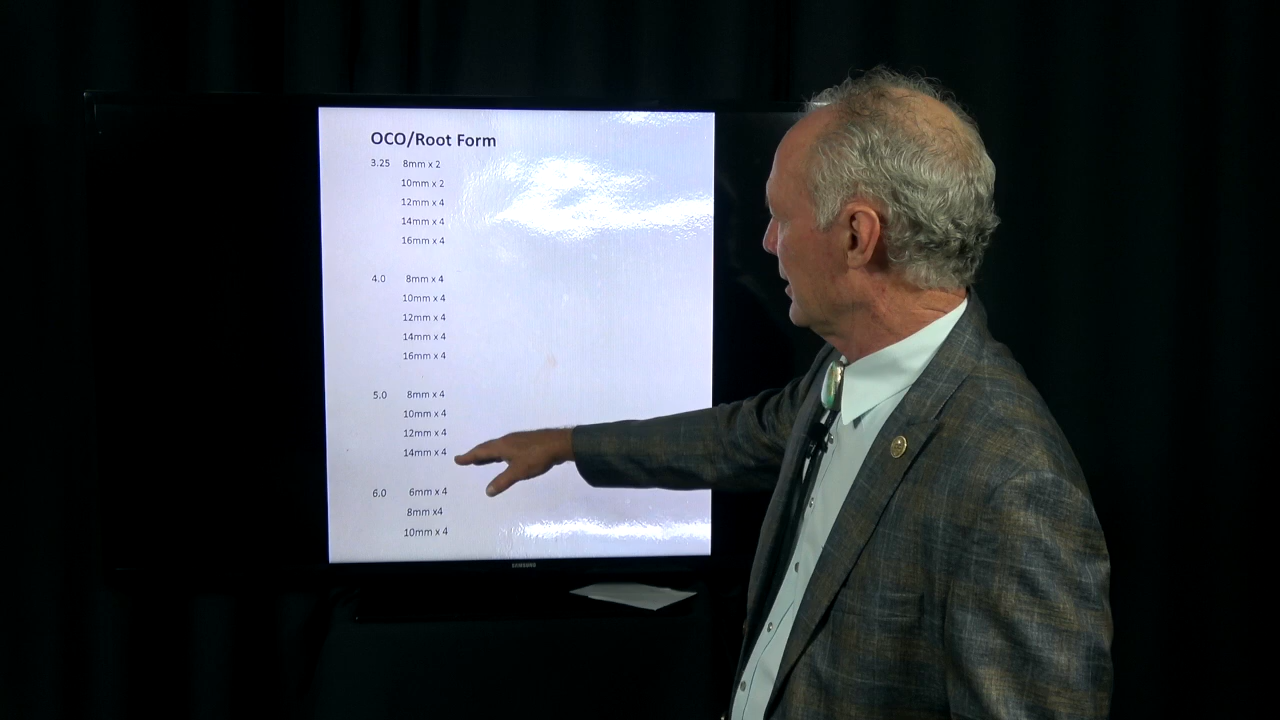 OCO/Root Form
3.25 8mm x 2
10mm x 2
12mm x 4
14mm x 4
16mm x 4
4.0 8mm x 4
10mm x 4
12mm x 4
14mm x 4
16mm x 4
5.0 8mm x 4
10mm x 4
12mm x 4
14mm x 4
6.0 6mm x 4
8mm x4
10mm x 4
SAMSUNG